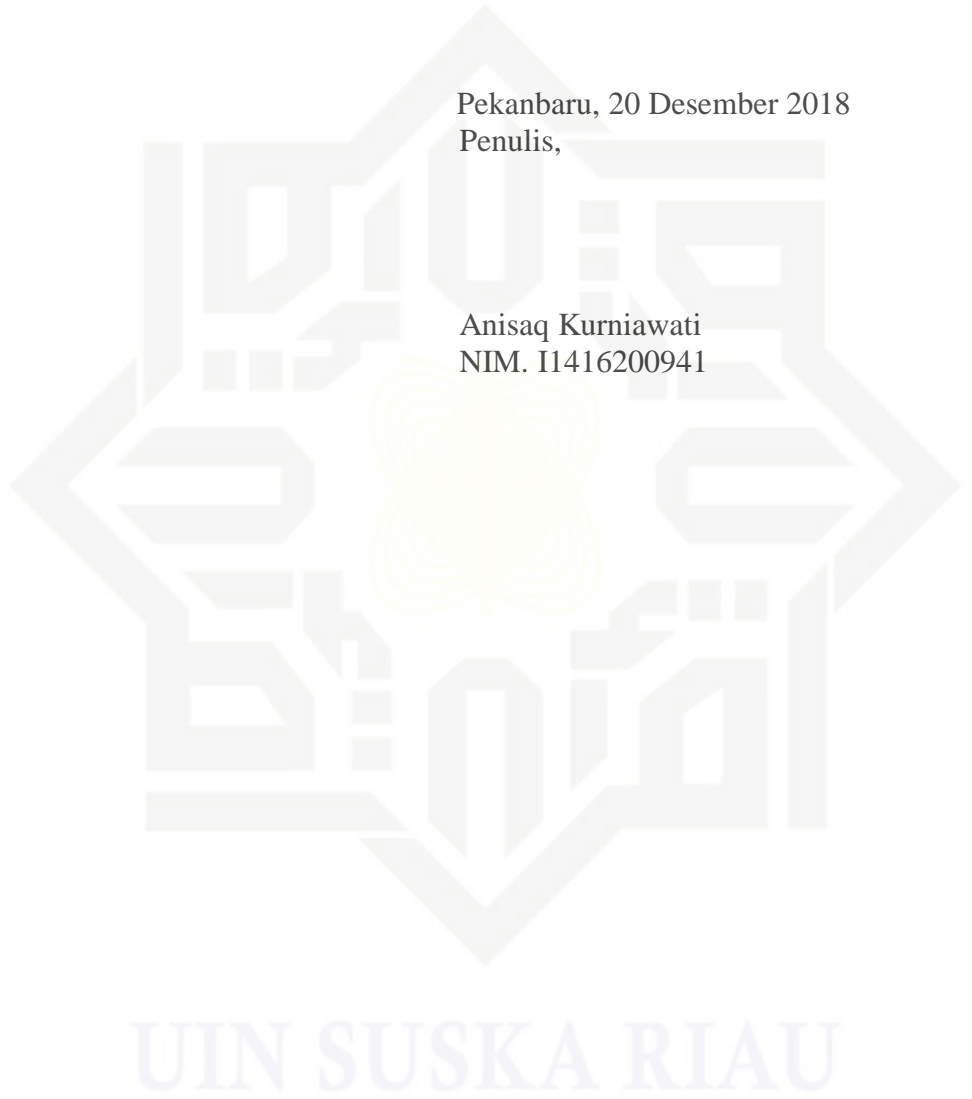 Pekanbaru, 20 Desember 2018
Penulis,
Anisaq Kurniawati
NIM. I1416200941
UIN SUSKA RIAU